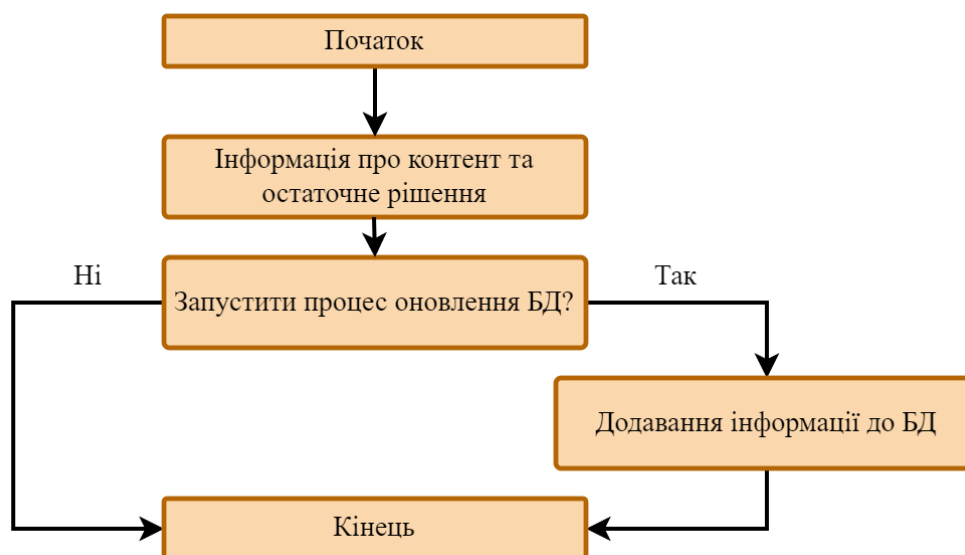 Початок
Інформація про контент та
остаточне рішення
Ні
Так
Запустити процес оновлення БД?
Додавання інформації до БД
Кінець